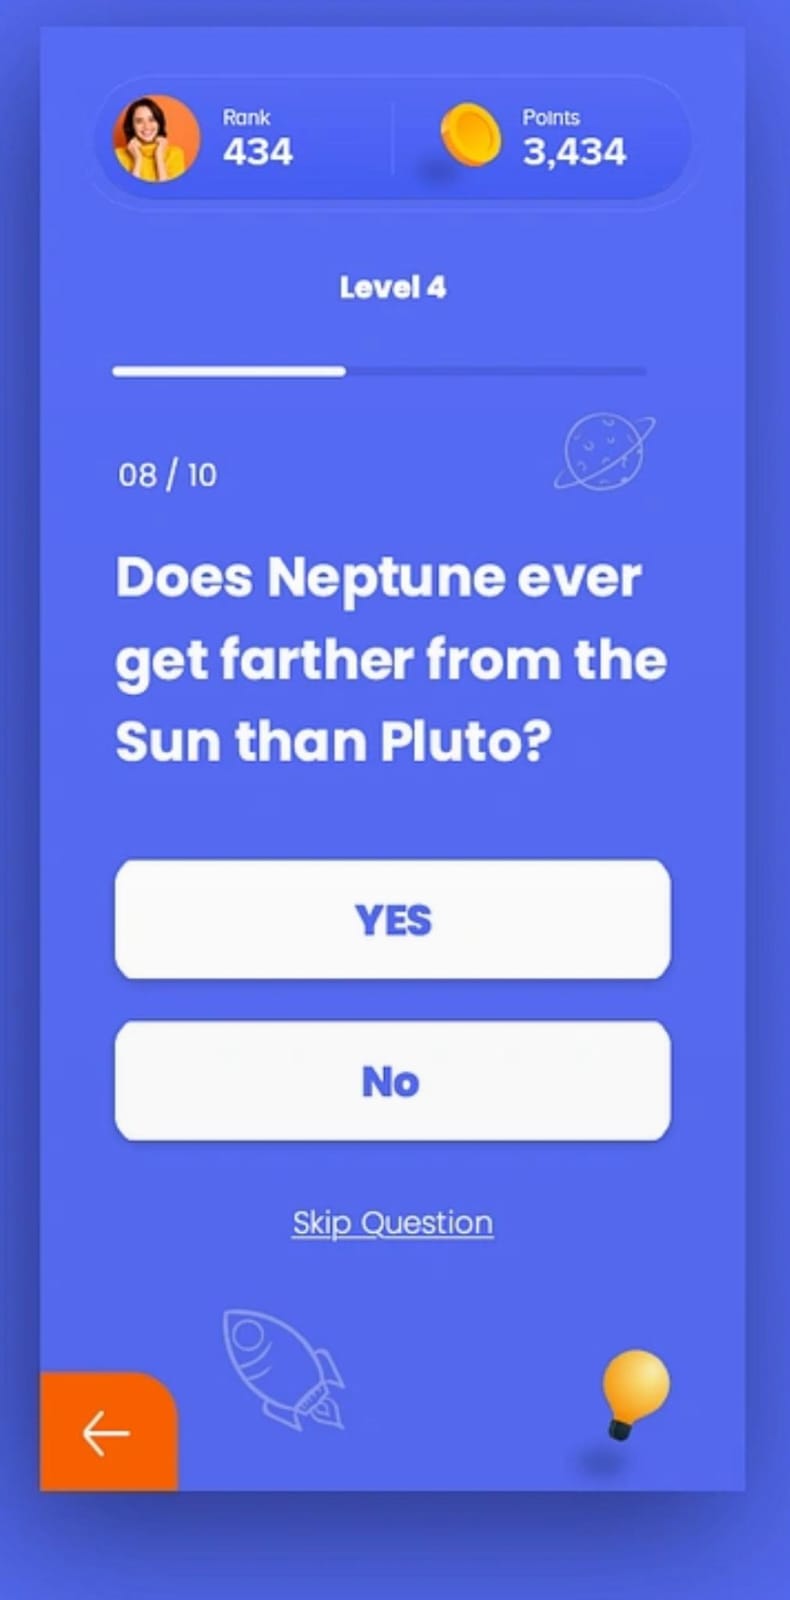 Rank
434
Points
3,434
Level 4
08 / 10
Does Neptune ever
get farther from the
Sun than Pluto?
YES
No
Skip Question